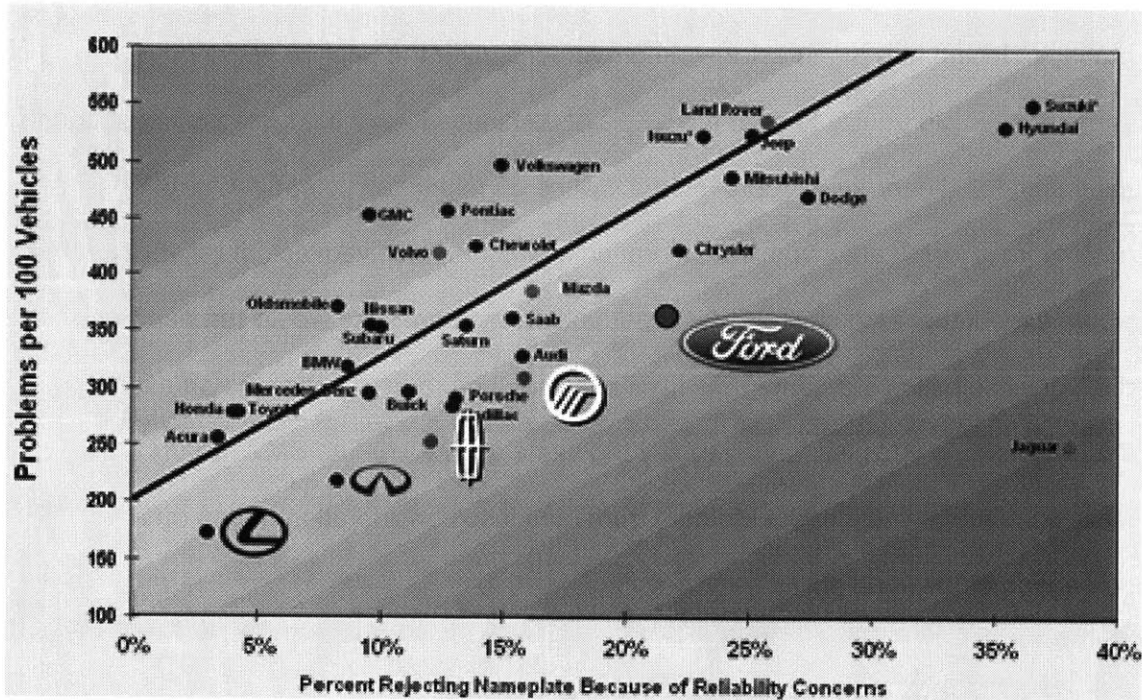 Problems per 100 Vehicles
600
550
500
450
400
350
300
250
200
150
100
Suzuki*
Land Rover
Hyundai
Isuzu*
Jeep
Volkswagen
Mitsubishi
Dodge
GMC
Pontiac
Volvo
Chevrolet
Chrysler
Mazda
Oldsmobile
Nissan
Saab
Subaru
Saturn
Ford
BMW
Audi
Mercedes-Benz
Buick
Porsche
Honda
Toyota
Acura
Jaguar
0%
5%
10%
15%
20%
25%
30%
35%
40%
Percent Rejecting Nameplate Because of Reliability Concerns